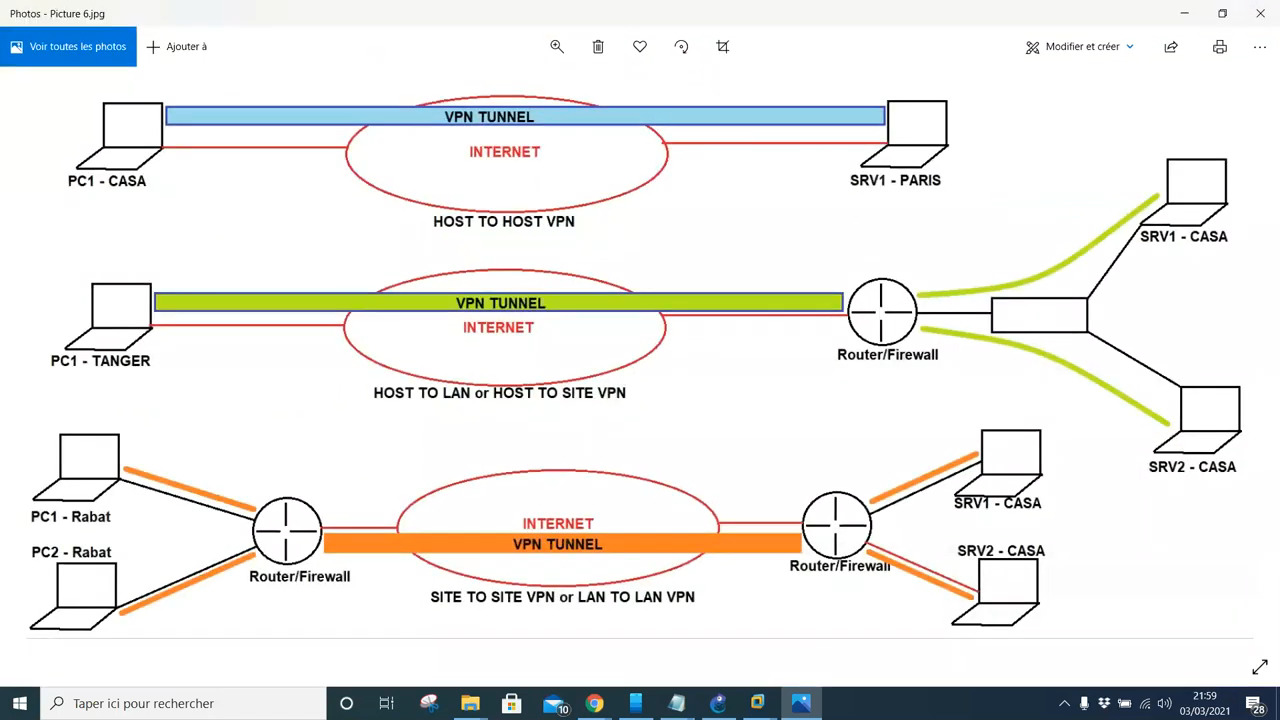 Photos - Picture 6.jpg
Voir toutes les photos
Ajouter à
Modifier et créer
VPN TUNNEL
INTERNET
PC1 - CASA
SRV1 - PARIS
HOST TO HOST VPN
SRV1 - CASA
VPN TUNNEL
INTERNET
PC1 - TANGER
Router/Firewall
HOST TO LAN or HOST TO SITE VPN
SRV2 - CASA
PC1 - Rabat
SRV1 - CASA
INTERNET
VPN TUNNEL
PC2 - Rabat
SRV2 - CASA
Router/Firewall
Router/Firewall
SITE TO SITE VPN or LAN TO LAN VPN
Taper ici pour rechercher
10
21:59
03/03/2021
28